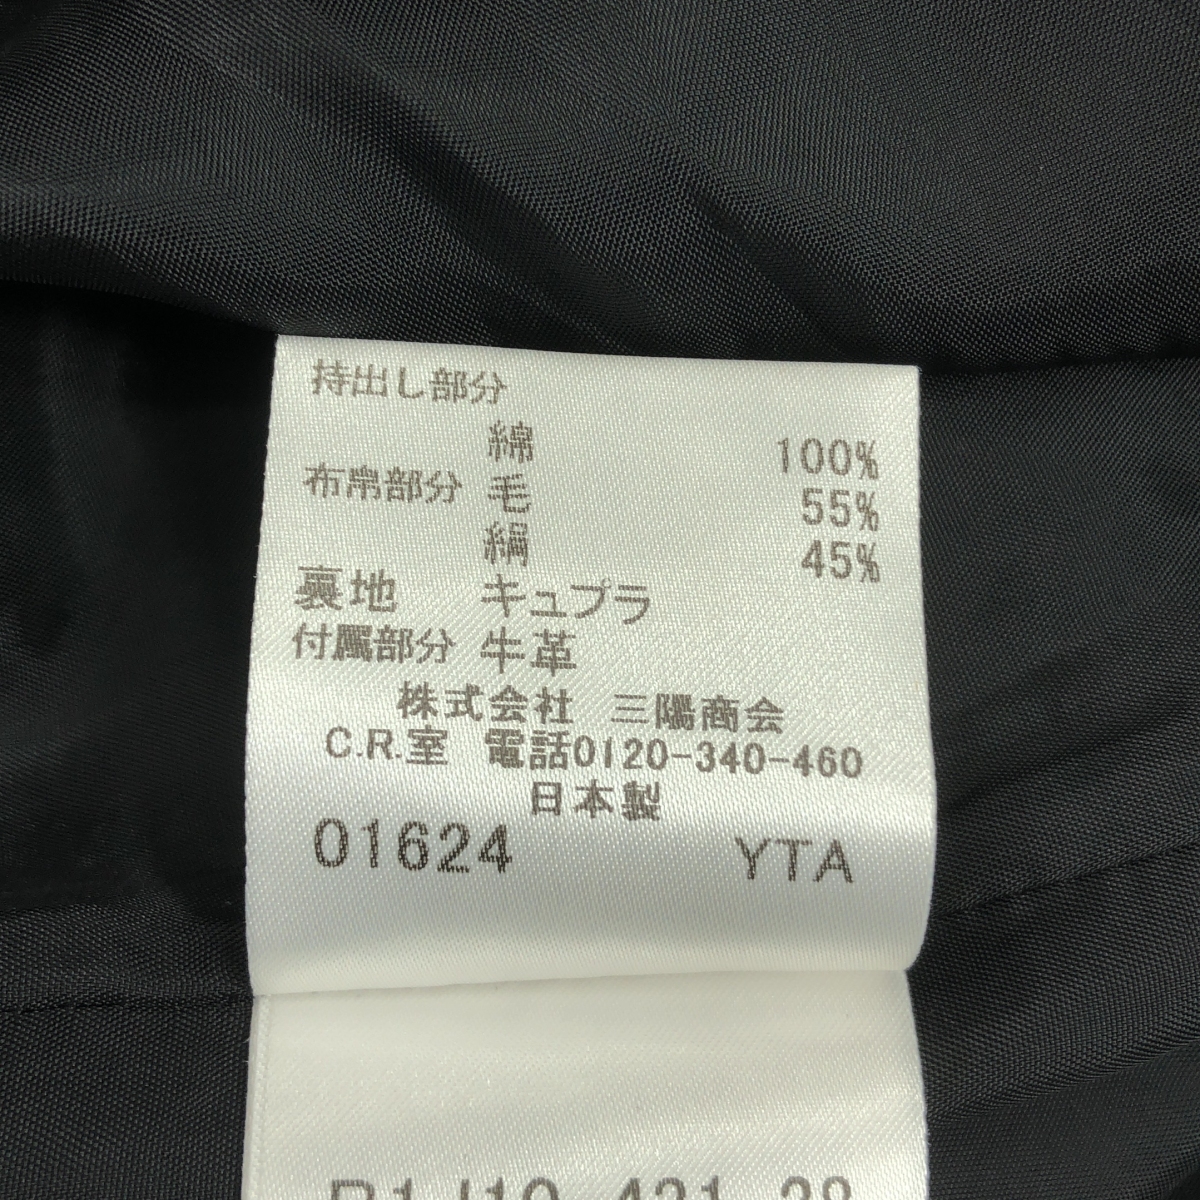 持出し部分
綿 100%
布帛部分 毛 55%
絹 45%
裏地 キュプラ
付属部分 牛革
株式会社 三陽商会
C.R.室 電話0120-340-460
日本製
01624 YTA